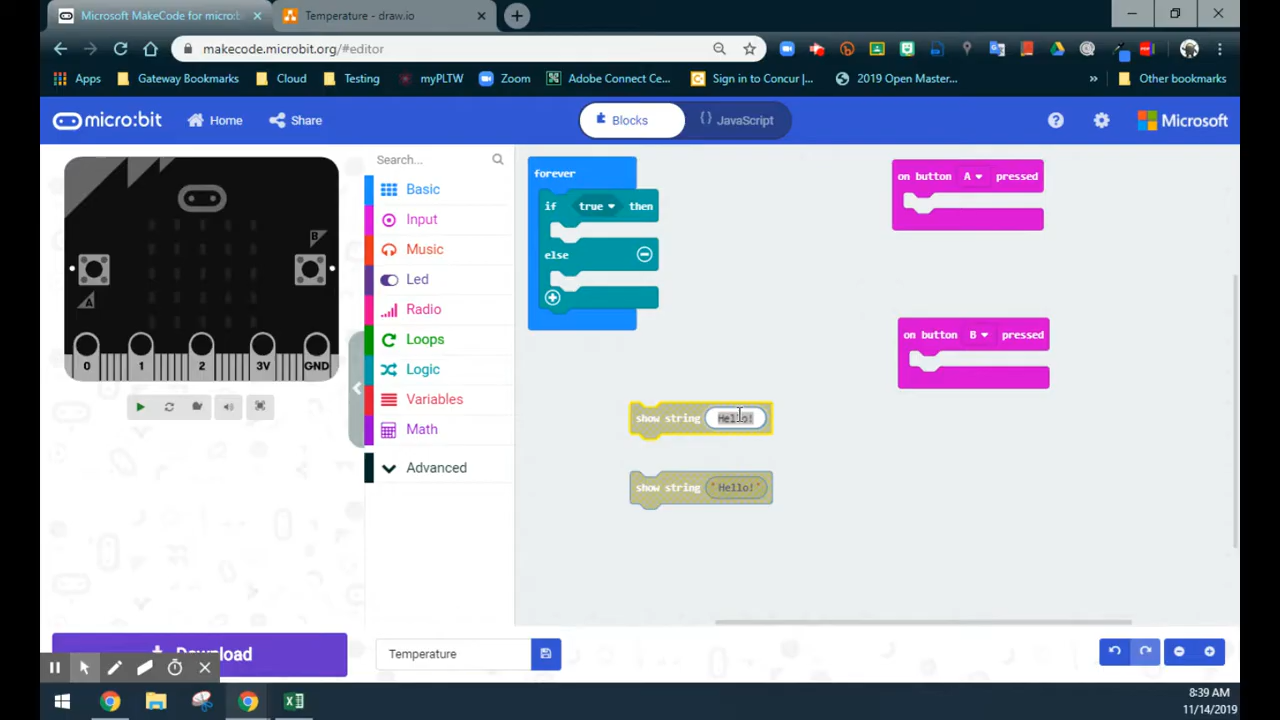 Microsoft MakeCode for micro:b
Temperature - draw.io
makecode.microbit.org/#editor
Apps
Gateway Bookmarks
Cloud
Testing
myPLTW
Zoom
Adobe Connect Ce...
Sign in to Concur |...
2019 Open Master...
»
Other bookmarks
micro:bit
Home
Share
Blocks
{ } JavaScript
Microsoft
Search...
Basic
Input
Music
Led
Radio
Loops
Logic
Variables
Math
Advanced
A
B
0 1 2 3V GND
forever
if true then
else
on button A pressed
on button B pressed
show string Hello!
show string "Hello!"
Download
Temperature
8:39 AM
11/14/2019